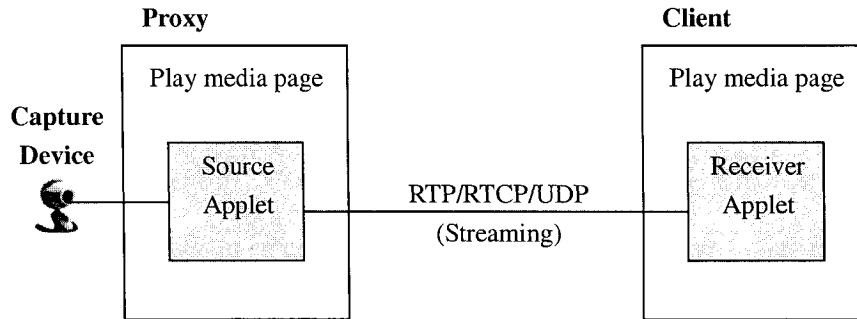 Proxy
Client
Play media page
Play media page
Capture
Device
Source
Applet
RTP/RTCP/UDP
(Streaming)
Receiver
Applet